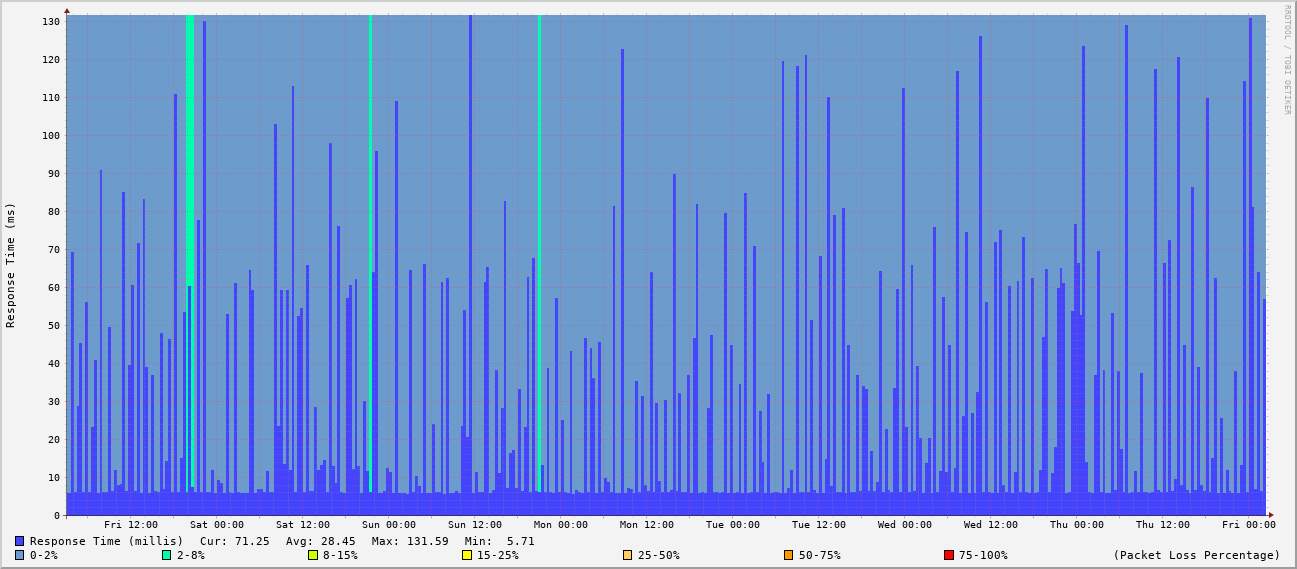 RRDTOOL / TOBI OETIKER
Response Time (ms)
130
120
110
100
90
80
70
60
50
40
30
20
10
0
Fri 12:00 Sat 00:00 Sat 12:00 Sun 00:00 Sun 12:00 Mon 00:00 Mon 12:00 Tue 00:00 Tue 12:00 Wed 00:00 Wed 12:00 Thu 00:00 Thu 12:00 Fri 00:00
Response Time (millis) Cur: 71.25 Avg: 28.45 Max: 131.59 Min: 5.71
0-2% 2-8% 8-15% 15-25% 25-50% 50-75% 75-100% (Packet Loss Percentage)